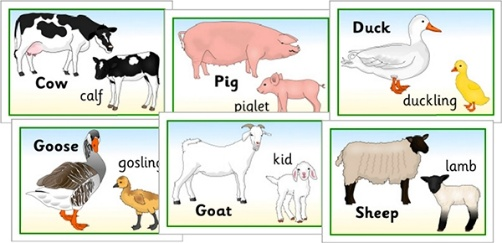 Cow
calf
Pig
piglet
Duck
duckling
Goose
gosling
Goat
kid
Sheep
lamb